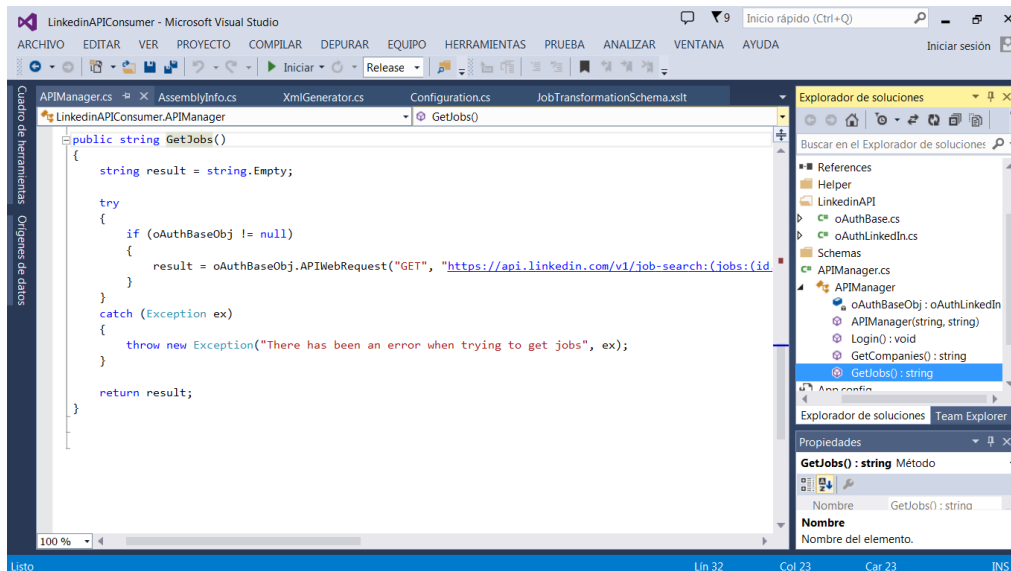 LinkedinAPIConsumer - Microsoft Visual Studio
9
Inicio rápido (Ctrl+Q)
ARCHIVO EDITAR VER PROYECTO COMPILAR DEPURAR EQUIPO HERRAMIENTAS PRUEBA ANALIZAR VENTANA AYUDA
Iniciar sesión
Iniciar
Release
Cuadro de herramientas
Orígenes de datos
APIManager.cs AssemblyInfo.cs XmlGenerator.cs Configuration.cs JobTransformationSchema.xslt
LinkedinAPIConsumer.APIManager
GetJobs()
public string GetJobs()
{
string result = string.Empty;
try
{
if (oAuthBaseObj != null)
{
result = oAuthBaseObj.APIWebRequest("GET", "https://api.linkedin.com/v1/job-search:(jobs:(id
}
}
catch (Exception ex)
{
throw new Exception("There has been an error when trying to get jobs", ex);
}
return result;
}
100 %
Explorador de soluciones
Buscar en el Explorador de soluciones
References
Helper
LinkedinAPI
C# oAuthBase.cs
C# oAuthLinkedIn.cs
Schemas
C# APIManager.cs
APIManager
oAuthBaseObj : oAuthLinkedIn
APIManager(string, string)
Login() : void
GetCompanies() : string
GetJobs() : string
App.config
Explorador de soluciones Team Explorer
Propiedades
GetJobs() : string Método
Nombre GetJobs() : string
Nombre
Nombre del elemento.
Listo
Lín 32 Col 23 Car 23 INS